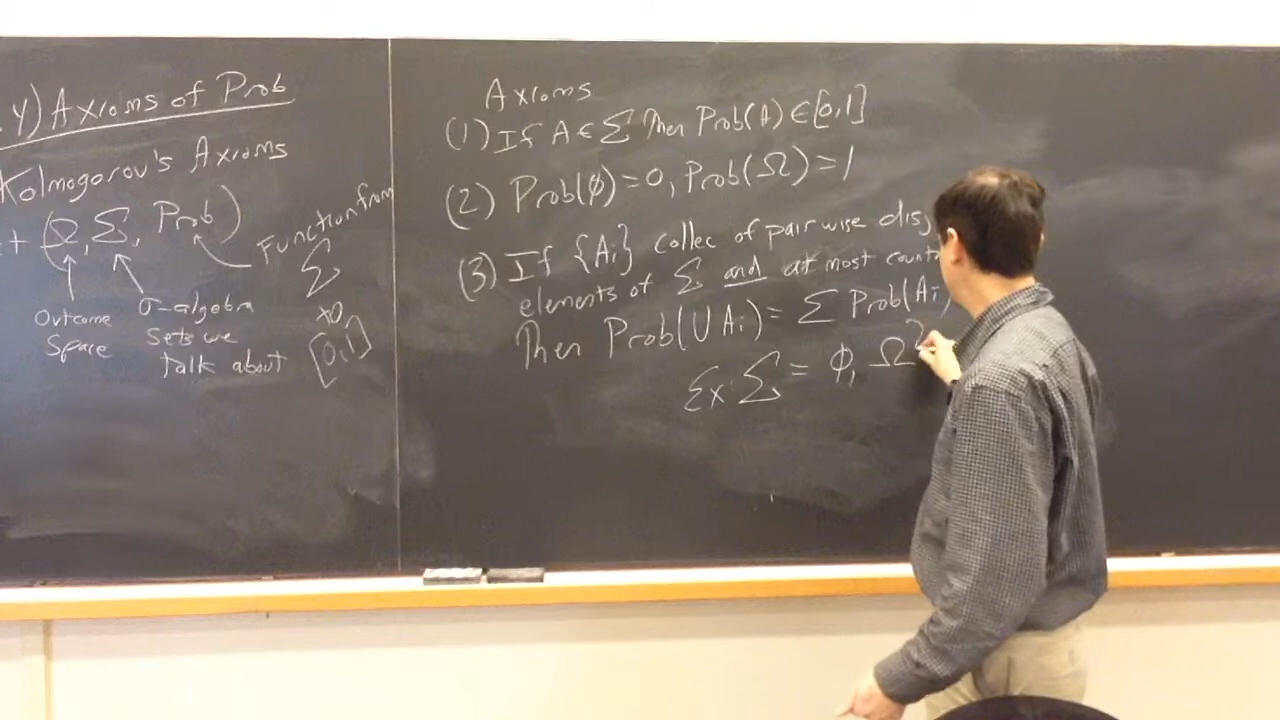 4) Axioms of Prob
Kolmogorov's Axioms
(Ω, Σ, Prob)
Outcome
Space
σ-algebra
Sets we
talk about
Function from
Σ
to
[0,1]
Axioms
(1) If A ∈ Σ Then Prob(A) ∈ [0,1]
(2) Prob(∅) = 0, Prob(Ω) = 1
(3) If {Ai} collec of pairwise disj
elements of Σ and at most count
Then Prob(∪ Ai) = Σ Prob(Ai)
Ex: Σ = ∅, Ω